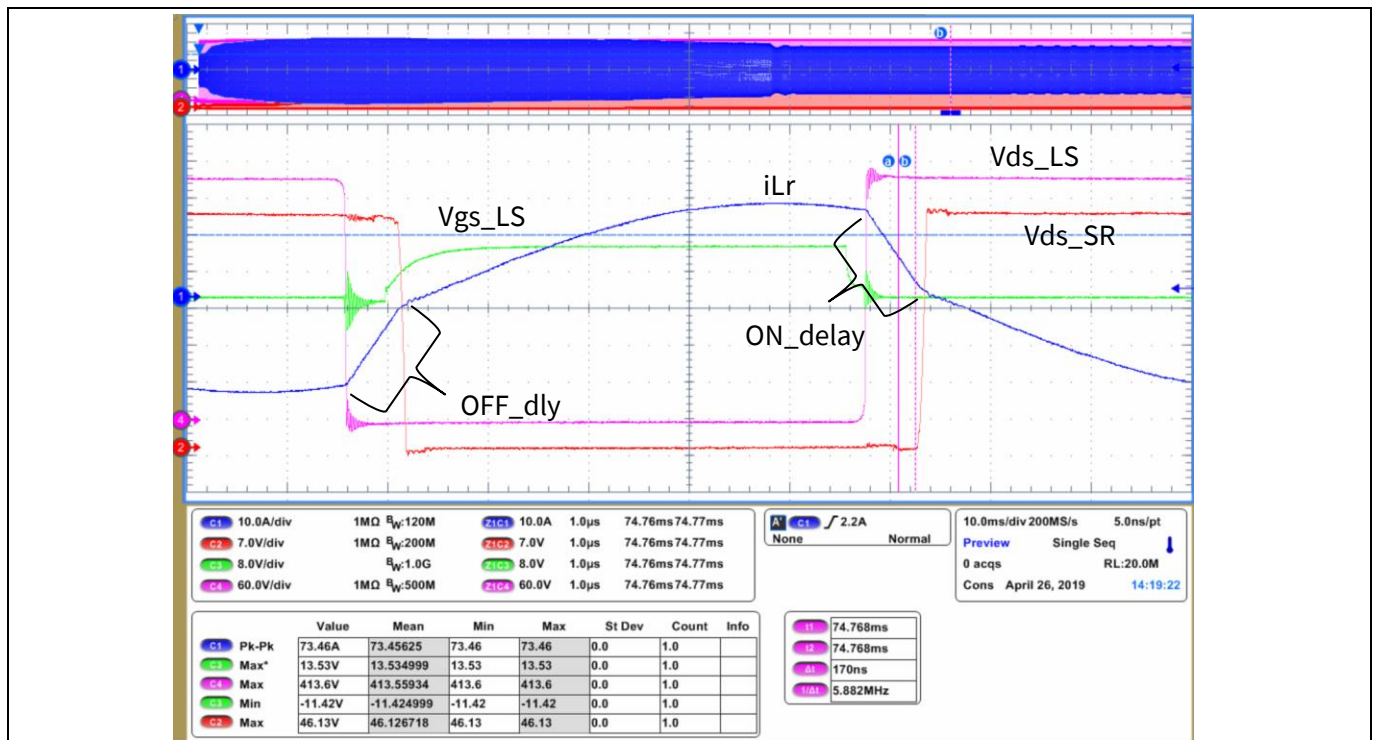 1
b
2
a b
Vds_LS
iLr
Vgs_LS
Vds_SR
1
ON_delay
OFF_dly
4
2
C1 10.0A/div 1MΩ BW:120M Z1C1 10.0A 1.0µs 74.76ms74.77ms
C2 7.0V/div 1MΩ BW:200M Z1C2 7.0V 1.0µs 74.76ms74.77ms
C3 8.0V/div BW:1.0G Z1C3 8.0V 1.0µs 74.76ms74.77ms
C4 60.0V/div 1MΩ BW:500M Z1C4 60.0V 1.0µs 74.76ms74.77ms
A' C1 2.2A
None Normal
10.0ms/div 200MS/s 5.0ns/pt
Preview Single Seq
0 acqs RL:20.0M
Cons April 26, 2019 14:19:22
Value Mean Min Max St Dev Count Info
C1 Pk-Pk 73.46A 73.45625 73.46 73.46 0.0 1.0
C3 Max* 13.53V 13.534999 13.53 13.53 0.0 1.0
C4 Max 413.6V 413.55934 413.6 413.6 0.0 1.0
C3 Min -11.42V -11.424999 -11.42 -11.42 0.0 1.0
C2 Max 46.13V 46.126718 46.13 46.13 0.0 1.0
t1 74.768ms
t2 74.768ms
Δt 170ns
1/Δt 5.882MHz